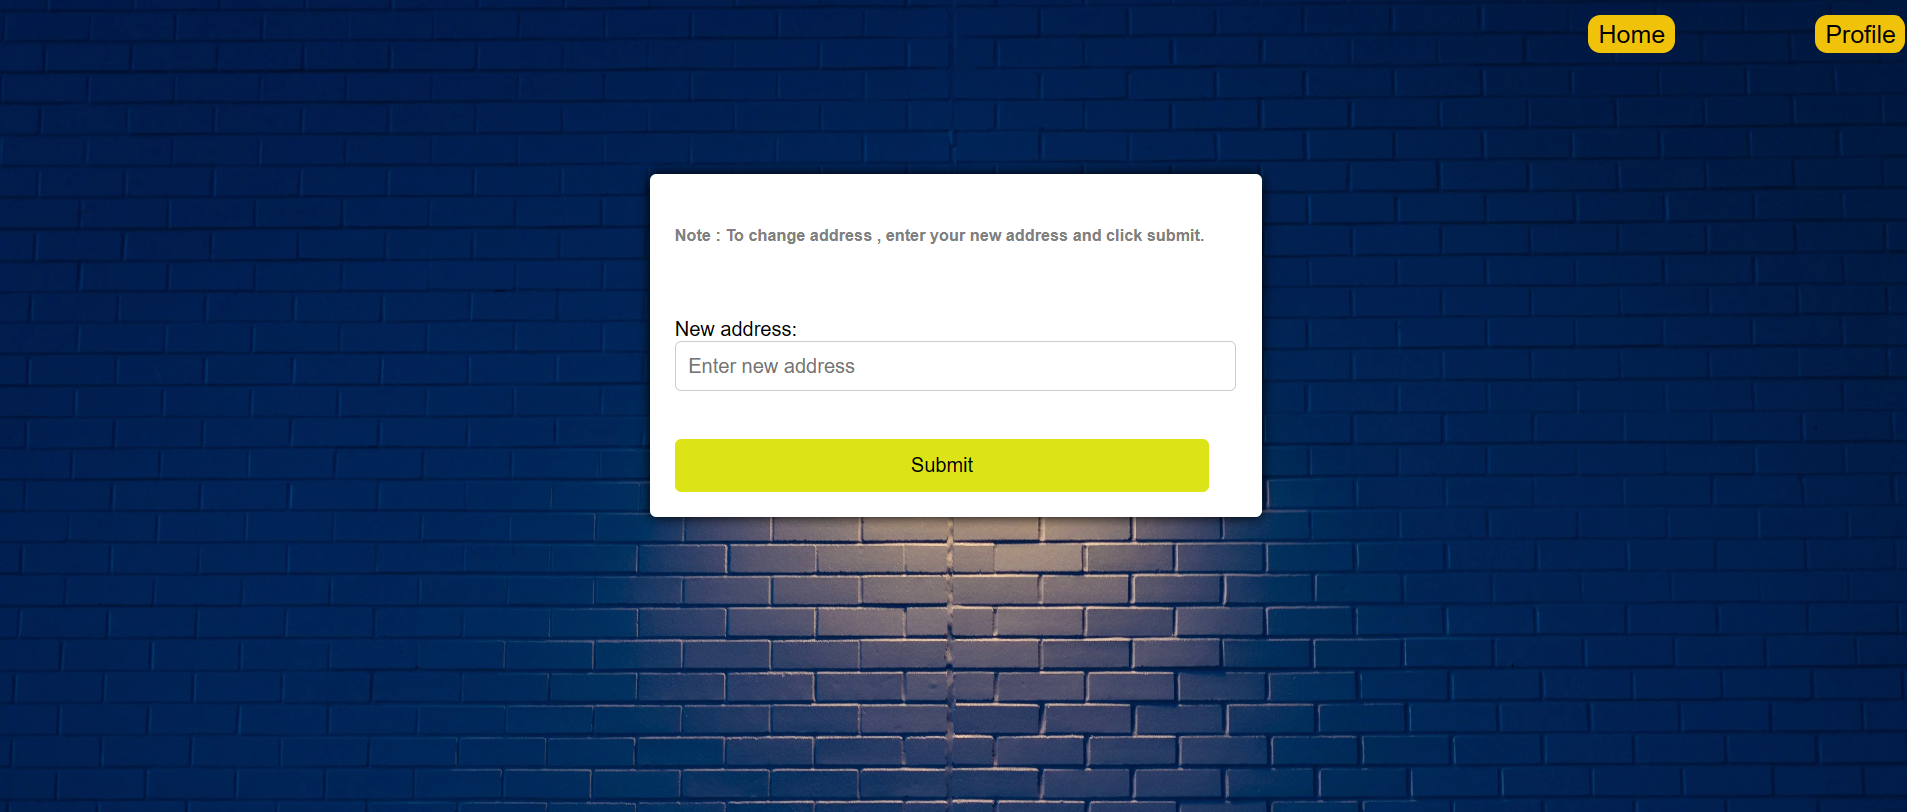 Home
Profile
Note : To change address , enter your new address and click submit.
New address:
Enter new address
Submit